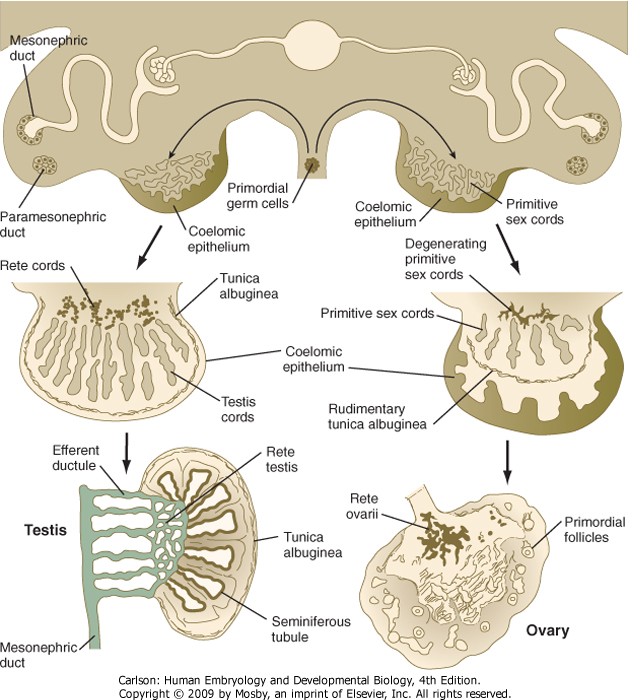 Mesonephric
duct
Primordial
germ cells
Paramesonephric
duct
Coelomic
epithelium
Coelomic
epithelium
Primitive
sex cords
Rete cords
Tunica
albuginea
Degenerating
primitive
sex cords
Primitive sex cords
Coelomic
epithelium
Testis
cords
Rudimentary
tunica albuginea
Efferent
ductule
Rete
testis
Testis
Tunica
albuginea
Seminiferous
tubule
Mesonephric
duct
Rete
ovarii
Primordial
follicles
Ovary
Carlson: Human Embryology and Developmental Biology, 4th Edition.
Copyright © 2009 by Mosby, an imprint of Elsevier, Inc. All rights reserved.